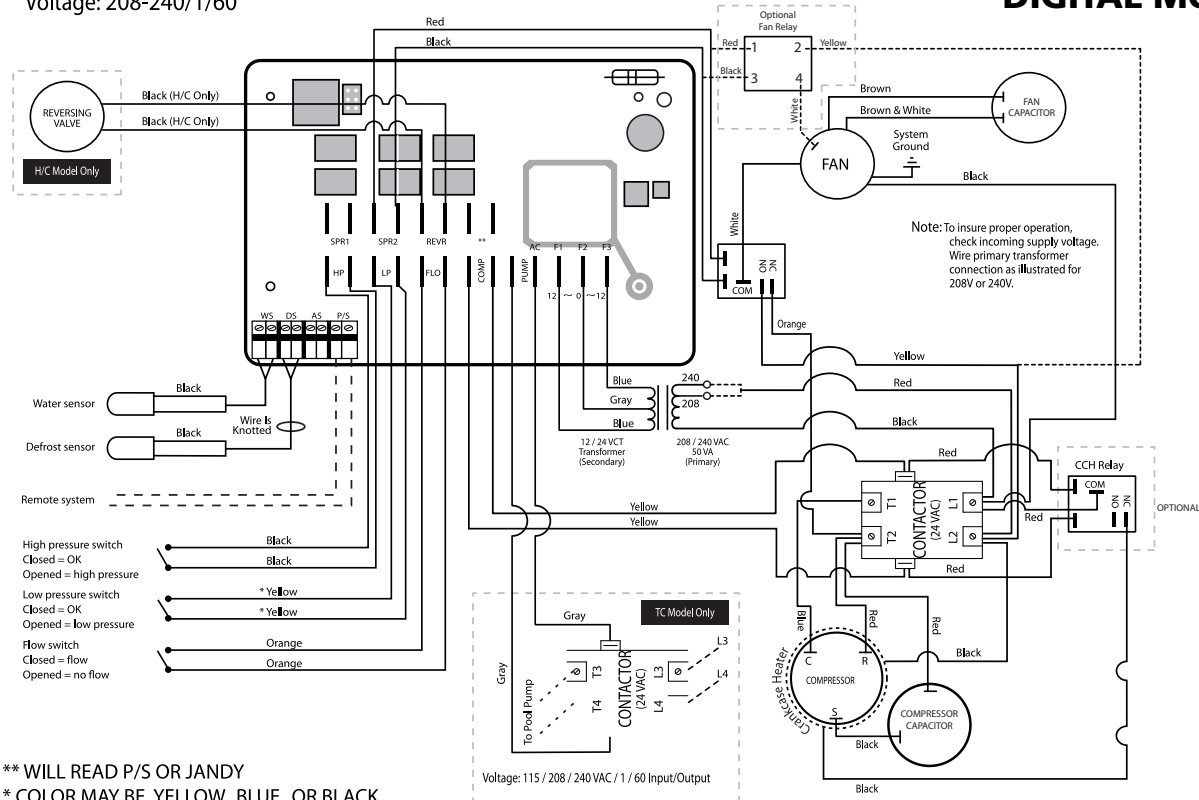 Voltage: 208-240/1/60
Red
Black
Optional
Fan Relay
Red
1
2
Yellow
Black
3
4
White
REVERSING
VALVE
H/C Model Only
Black (H/C Only)
Black (H/C Only)
Brown
Brown & White
FAN
CAPACITOR
System
Ground
FAN
Black
White
Note: To insure proper operation,
check incoming supply voltage.
Wire primary transformer
connection as illustrated for
208V or 240V.
SPR1
SPR2
REVR
**
HP
LP
FLO
COMP
PUMP
AC
F1
F2
F3
12 ~ 0 ~ 12
COM
NO
NC
Orange
Yellow
WS
DS
AS
P/S
Water sensor
Black
Wire Is
Knotted
Defrost sensor
Black
Remote system
Blue
Gray
Blue
12 / 24 VCT
Transformer
(Secondary)
240
208
208 / 240 VAC
50 VA
(Primary)
Red
Black
Red
Yellow
Yellow
CONTACTOR
(24 VAC)
T1
T2
L1
L2
Red
Red
CCH Relay
COM
NO
NC
OPTIONAL
High pressure switch
Closed = OK
Opened = high pressure
Black
Black
Low pressure switch
Closed = OK
Opened = low pressure
* Yellow
* Yellow
Flow switch
Closed = flow
Opened = no flow
Orange
Orange
TC Model Only
Gray
Gray
T3
T4
CONTACTOR
(24 VAC)
L3
L4
L3
L4
To Pool Pump
Voltage: 115 / 208 / 240 VAC / 1 / 60 Input/Output
Blue
Red
Red
Black
C
R
S
COMPRESSOR
Crankcase Heater
COMPRESSOR
CAPACITOR
Black
Black
** WILL READ P/S OR JANDY
* COLOR MAY BE YELLOW, BLUE, OR BLACK